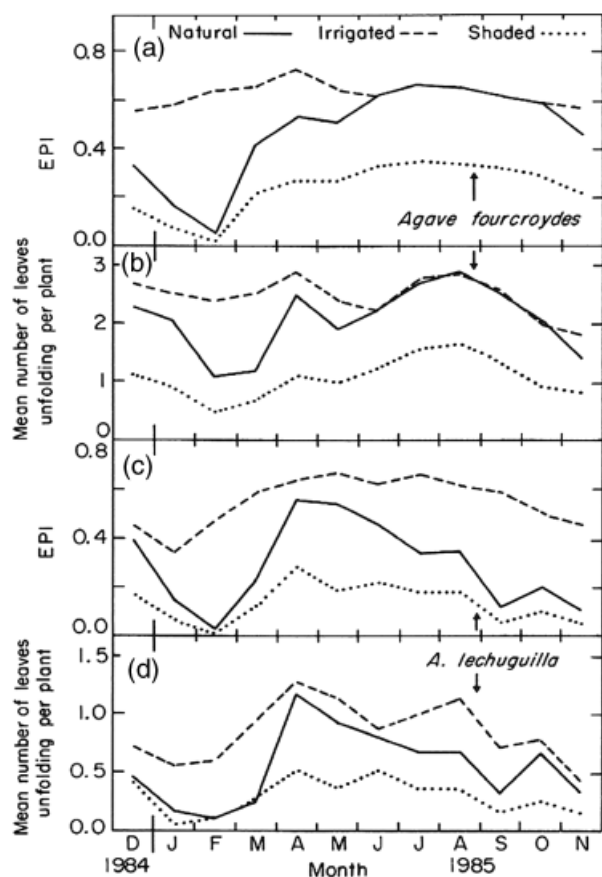 Natural Irrigated Shaded
(a)
0.8
0.4
0.0
EPI
Agave fourcroydes
(b)
3
2
1
0
Mean number of leaves
unfolding per plant
(c)
0.8
0.4
0.0
EPI
(d)
A. lechuguilla
1.5
1.0
0.5
0.0
Mean number of leaves
unfolding per plant
D J F M A M J J A S O N
1984 Month 1985